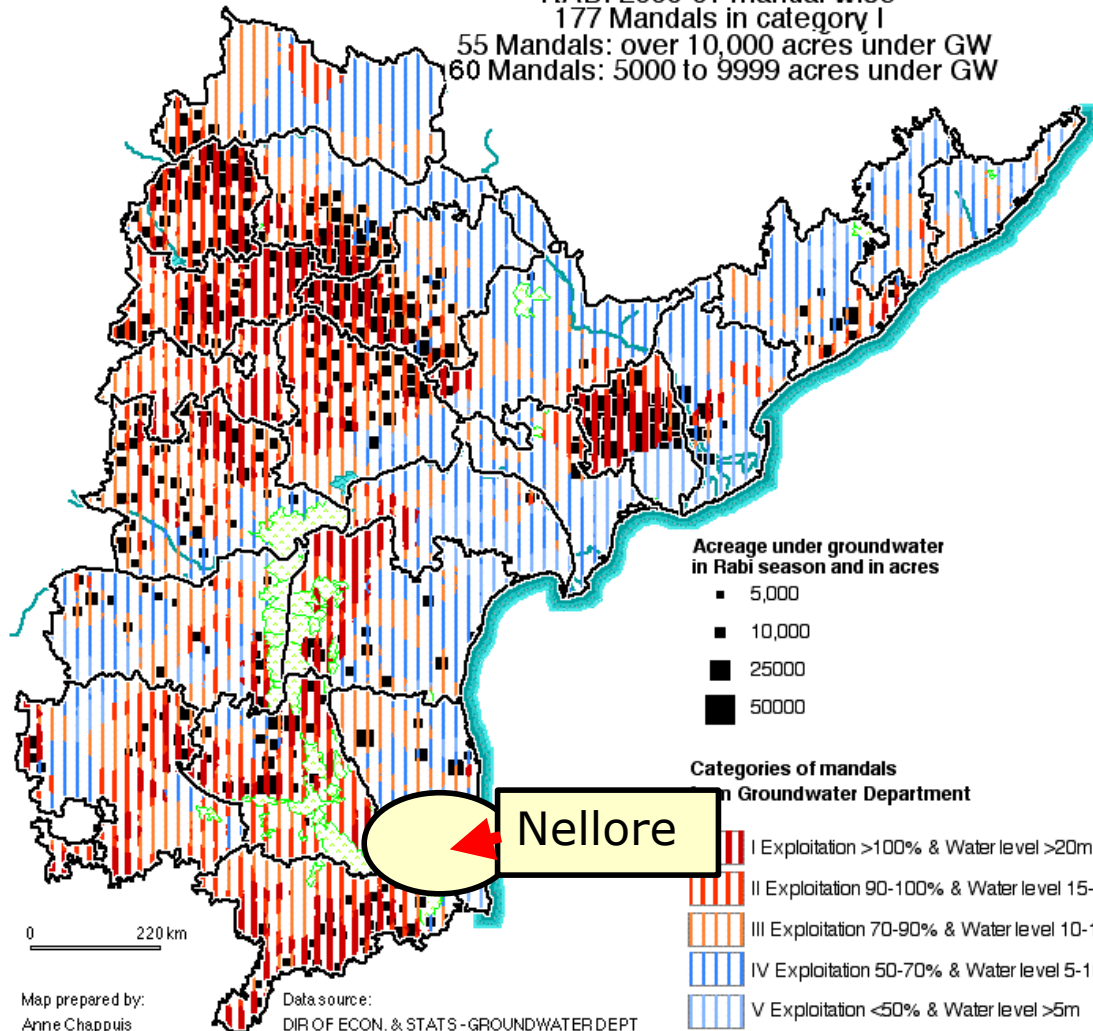 177 Mandals in category I
55 Mandals: over 10,000 acres under GW
60 Mandals: 5000 to 9999 acres under GW
Acreage under groundwater
in Rabi season and in acres
5,000
10,000
25000
50000
Categories of mandals
Groundwater Department
Nellore
I Exploitation >100% & Water level >20m
II Exploitation 90-100% & Water level 15-
III Exploitation 70-90% & Water level 10-1
IV Exploitation 50-70% & Water level 5-1
V Exploitation <50% & Water level >5m
0 220 km
Map prepared by:
Anne Chappuis
Data source:
DIR OF ECON. & STATS - GROUNDWATER DEPT